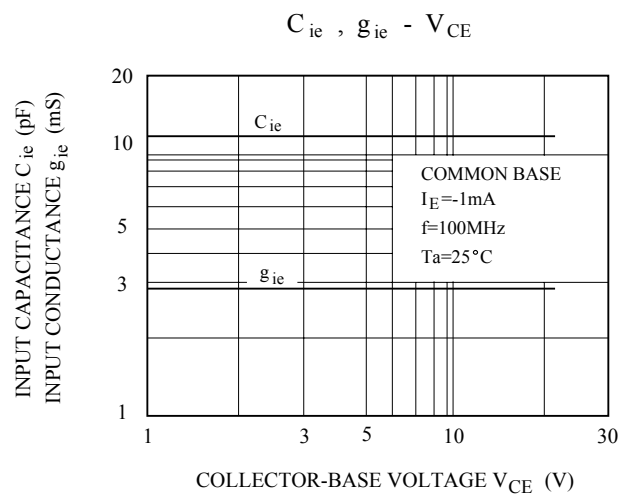 C ie , g ie - V CE
20
10
5
3
1
INPUT CAPACITANCE C ie (pF)
INPUT CONDUCTANCE g ie (mS)
C ie
COMMON BASE
I E =-1mA
f=100MHz
Ta=25°C
g ie
1 3 5 10 30
COLLECTOR-BASE VOLTAGE V CE (V)